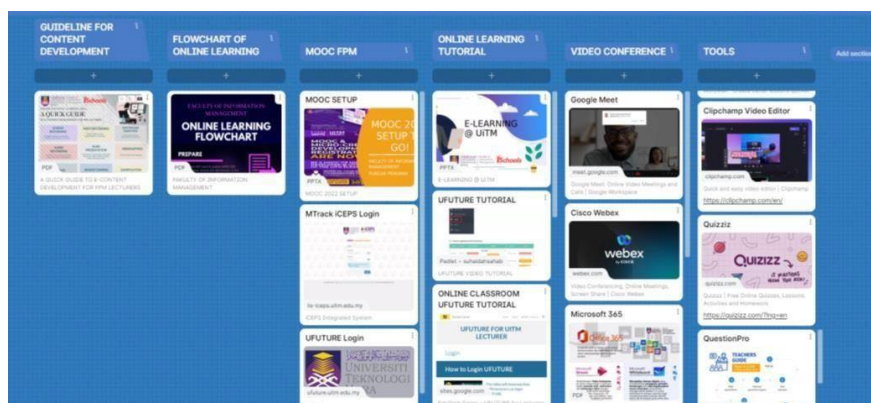 GUIDELINE FOR
CONTENT
DEVELOPMENT
PDF
A QUICK GUIDE
A QUICK GUIDE TO E-CONTENT
DEVELOPMENT FOR FPM LECTURERS
FLOWCHART OF
ONLINE LEARNING
FACULTY OF INFORMATION
MANAGEMENT
ONLINE LEARNING
FLOWCHART
PREPARE
PDF
FACULTY OF INFORMATION
MANAGEMENT
MOOC FPM
MOOC SETUP
MOOC &
REGISTRATION
ARE NOW
PPTX
MOOC 2022 SETUP
MTrack iCEPS Login
iCEPS Integrated System
UFUTURE Login
UNIVERSITI
TEKNOLOGI
ufuture.uitm.edu.my
ONLINE LEARNING
TUTORIAL
E-LEARNING
@ UiTM
PPTX
E-LEARNING @ UiTM
UFUTURE TUTORIAL
Padlet - suhaidahsahab
UFUTURE VIDEO TUTORIAL
ONLINE CLASSROOM
UFUTURE TUTORIAL
UFUTURE FOR UITM
LECTURER
Login
How to Login UFUTURE
sites.google.com
VIDEO CONFERENCE
Google Meet
meet.google.com
Google Meet: Online Video Meetings and
Calls | Google Workspace
Cisco Webex
webex
by CISCO
webex.com
Video Conferencing, Online Meetings,
Screen Share | Cisco Webex
Microsoft 365
Office 365
PDF
TOOLS
Clipchamp Video Editor
clipchamp.com
Quick and easy video editor | Clipchamp
https://clipchamp.com/en/
Quizziz
QUIZIZZ
quizizz.com
Quizizz | Free Online Quizzes, Lessons,
Activities and Homework
https://quizizz.com/?lng=en
QuestionPro
TEACHERS
GUIDE
Add section